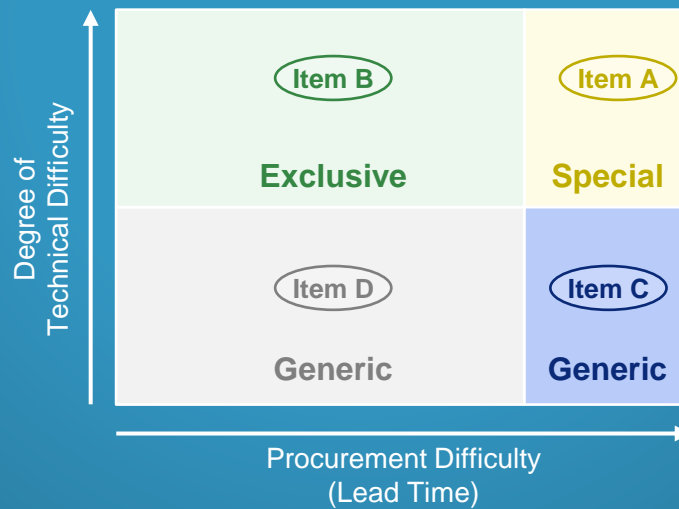 Degree of
Technical Difficulty
Item B
Item A
Exclusive
Special
Item D
Item C
Generic
Generic
Procurement Difficulty
(Lead Time)